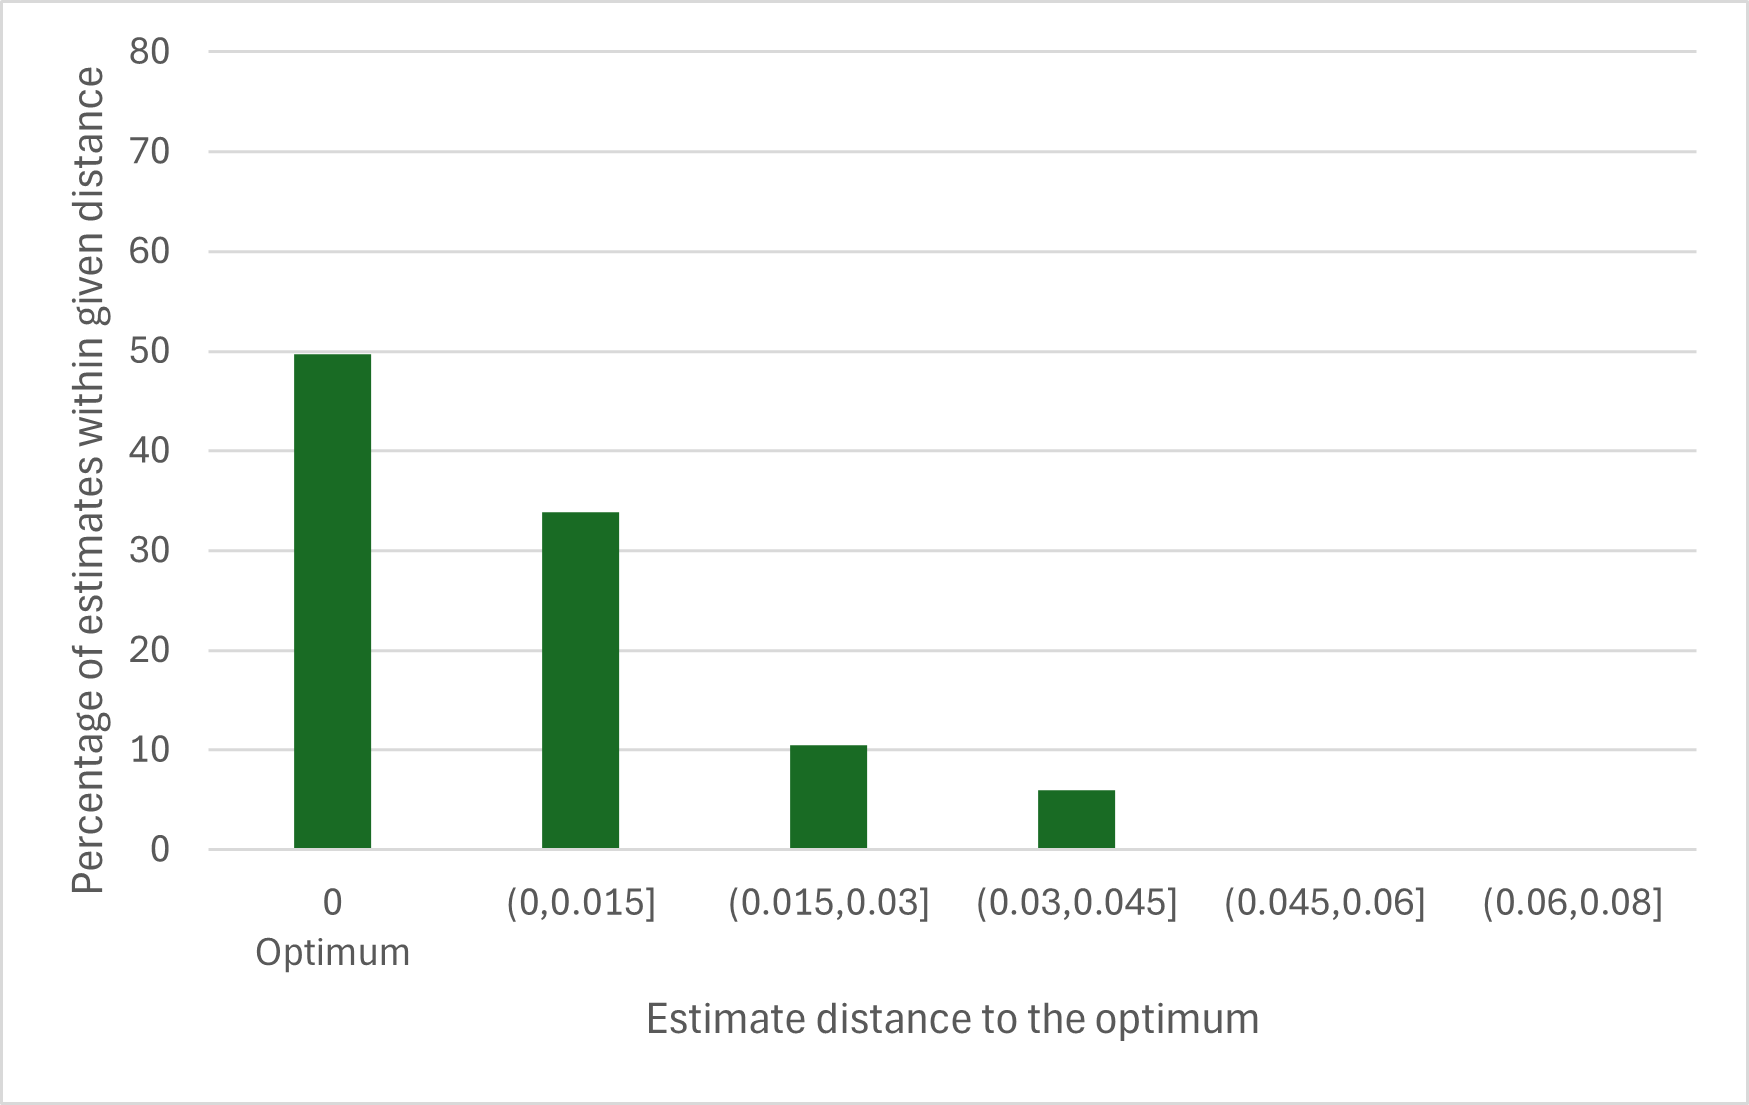 Percentage of estimates within given distance
80
70
60
50
40
30
20
10
0
0 (0,0.015] (0.015,0.03] (0.03,0.045] (0.045,0.06] (0.06,0.08]
Optimum
Estimate distance to the optimum